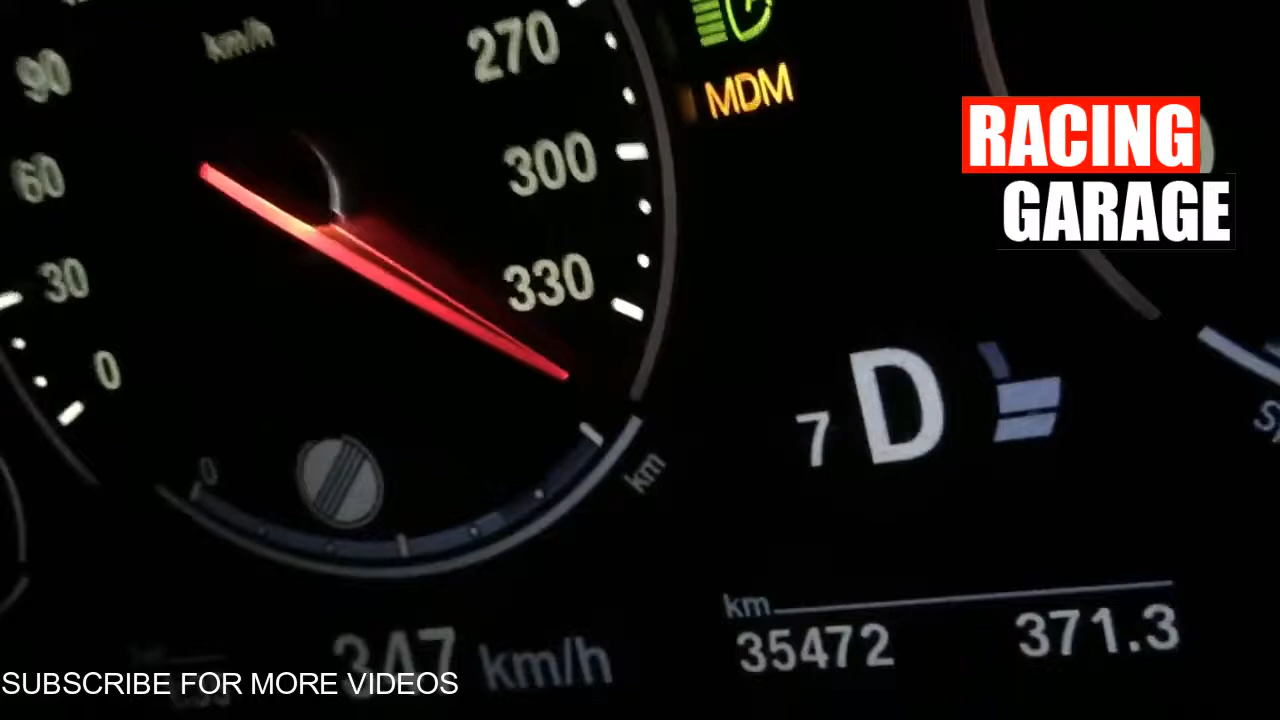 km/h
90
60
30
0
270
300
330
MDM
RACING
GARAGE
7 D
0
km
km
35472 371.3
347 km/h
SUBSCRIBE FOR MORE VIDEOS